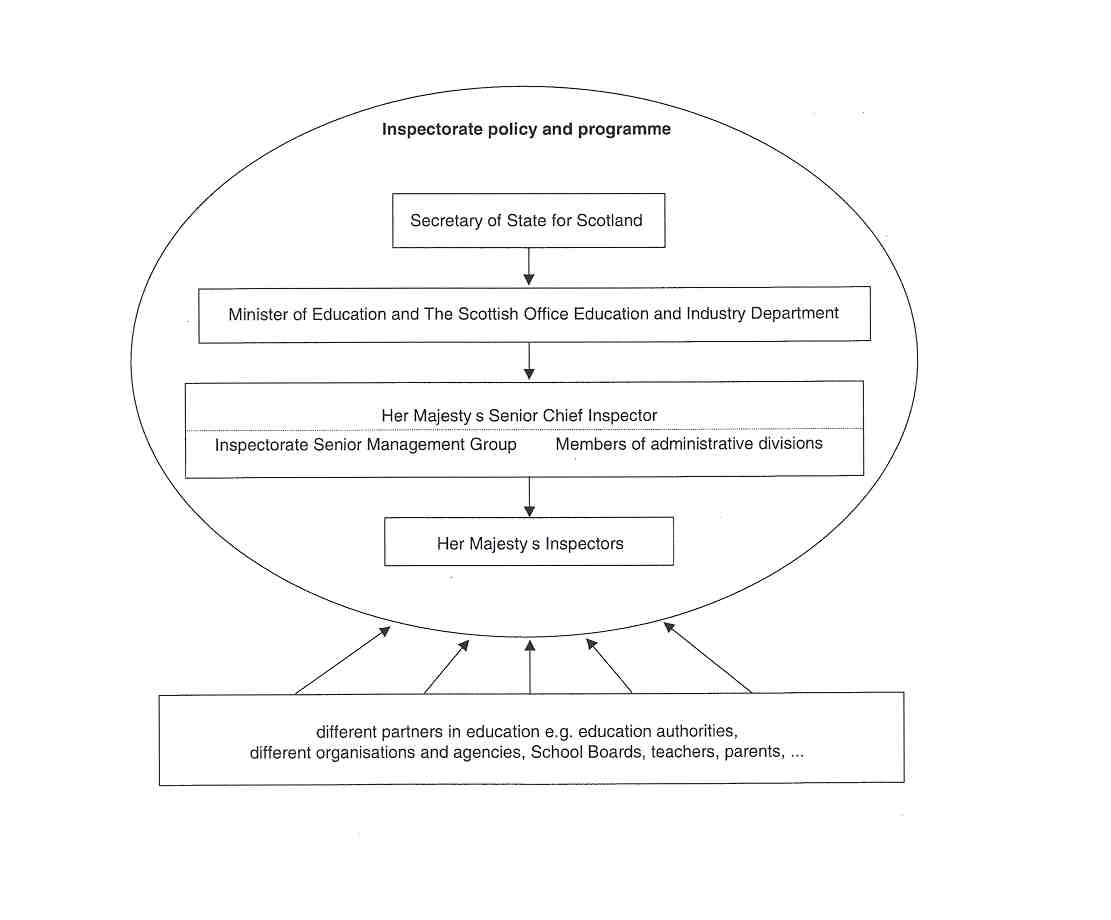 Inspectorate policy and programme
Secretary of State for Scotland
Minister of Education and The Scottish Office Education and Industry Department
Her Majesty s Senior Chief Inspector
Inspectorate Senior Management Group
Members of administrative divisions
Her Majesty s Inspectors
different partners in education e.g. education authorities,
different organisations and agencies, School Boards, teachers, parents, ...